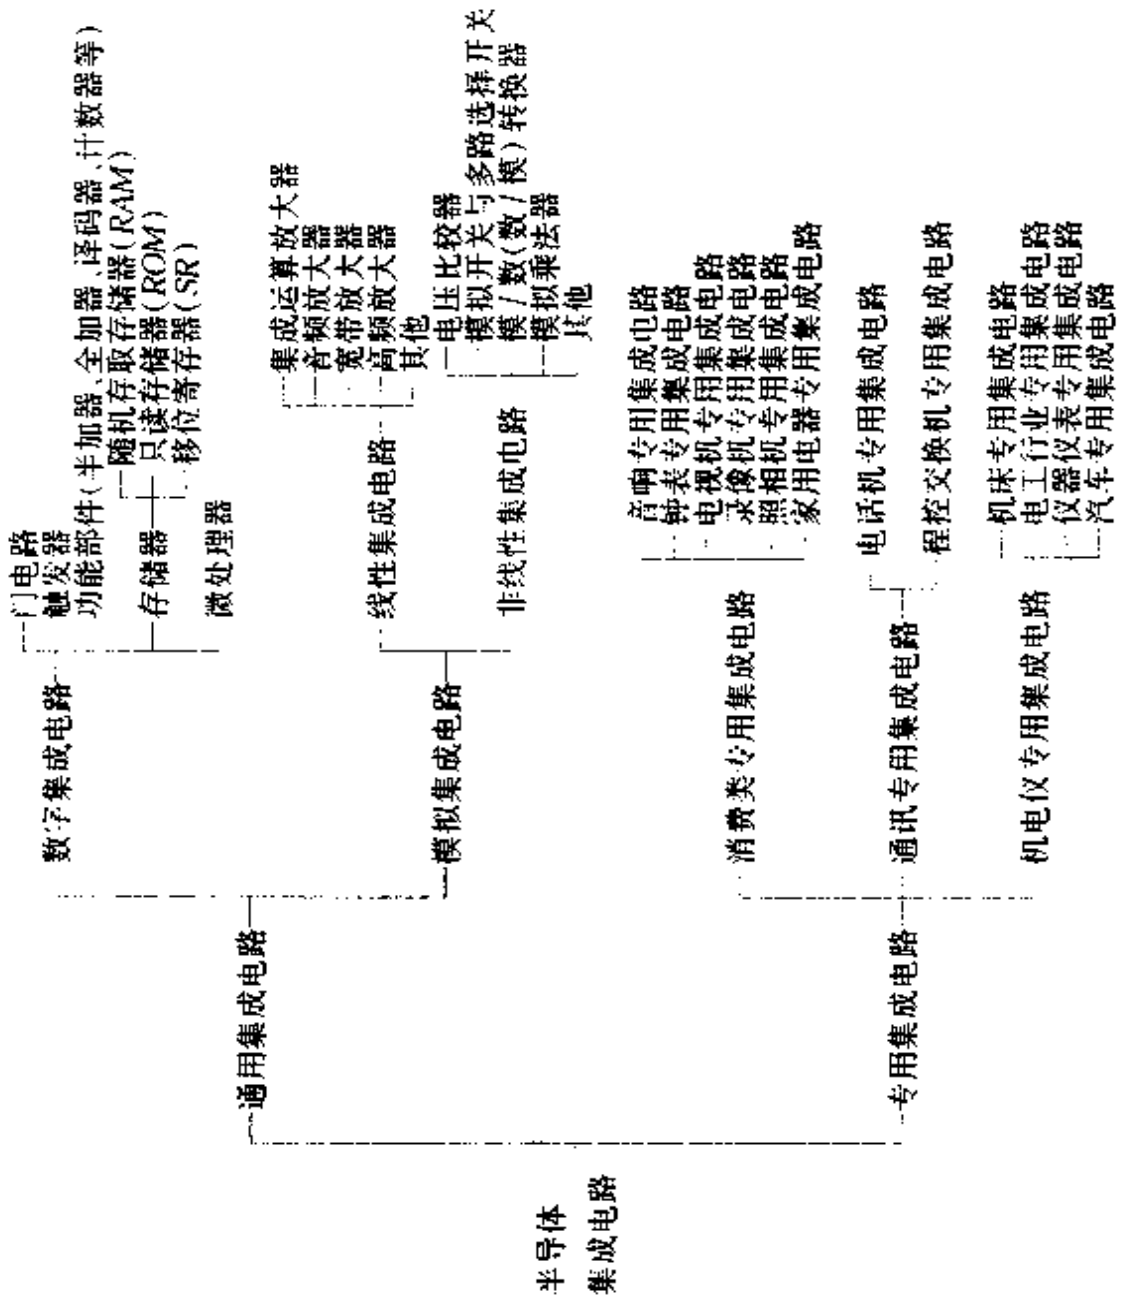 半导体
集成电路
通用集成电路
数字集成电路
门电路
触发器
功能部件(半加器、全加器、译码器、计数器等)
存储器
随机存取存储器(RAM)
只读存储器(ROM)
移位寄存器(SR)
微处理器
模拟集成电路
线性集成电路
集成运算放大器
音频放大器
宽带放大器
高频放大器
其他
非线性集成电路
电压比较器
模拟开关与多路选择开关
模/数(数/模)转换器
模拟乘法器
其他
专用集成电路
消费类专用集成电路
音响专用集成电路
钟表专用集成电路
电视机专用集成电路
录像机专用集成电路
照相机专用集成电路
家用电器专用集成电路
通讯专用集成电路
电话机专用集成电路
程控交换机专用集成电路
机电仪专用集成电路
机床专用集成电路
电工行业专用集成电路
仪器仪表专用集成电路
汽车专用集成电路